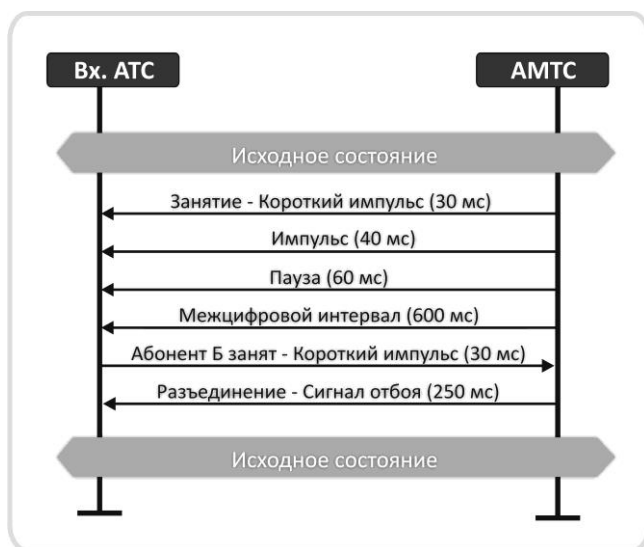 Вх. АТС
АМТС
Исходное состояние
Занятие - Короткий импульс (30 мс)
Импульс (40 мс)
Пауза (60 мс)
Межцифровой интервал (600 мс)
Абонент Б занят - Короткий импульс (30 мс)
Разъединение - Сигнал отбоя (250 мс)
Исходное состояние